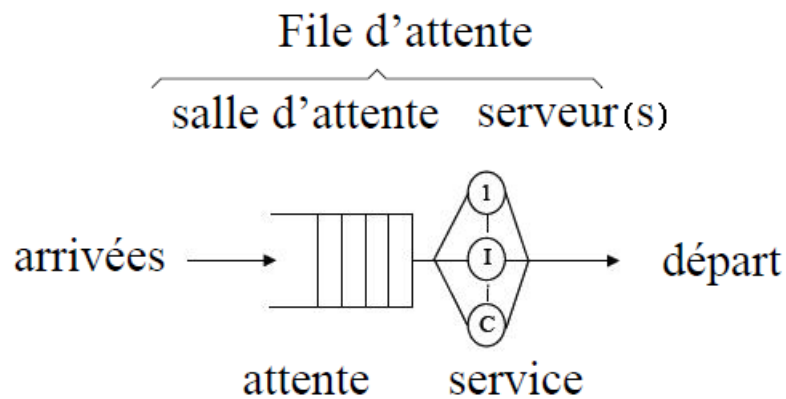 File d’attente
salle d’attente serveur(s)
1
arrivées I départ
C
attente service